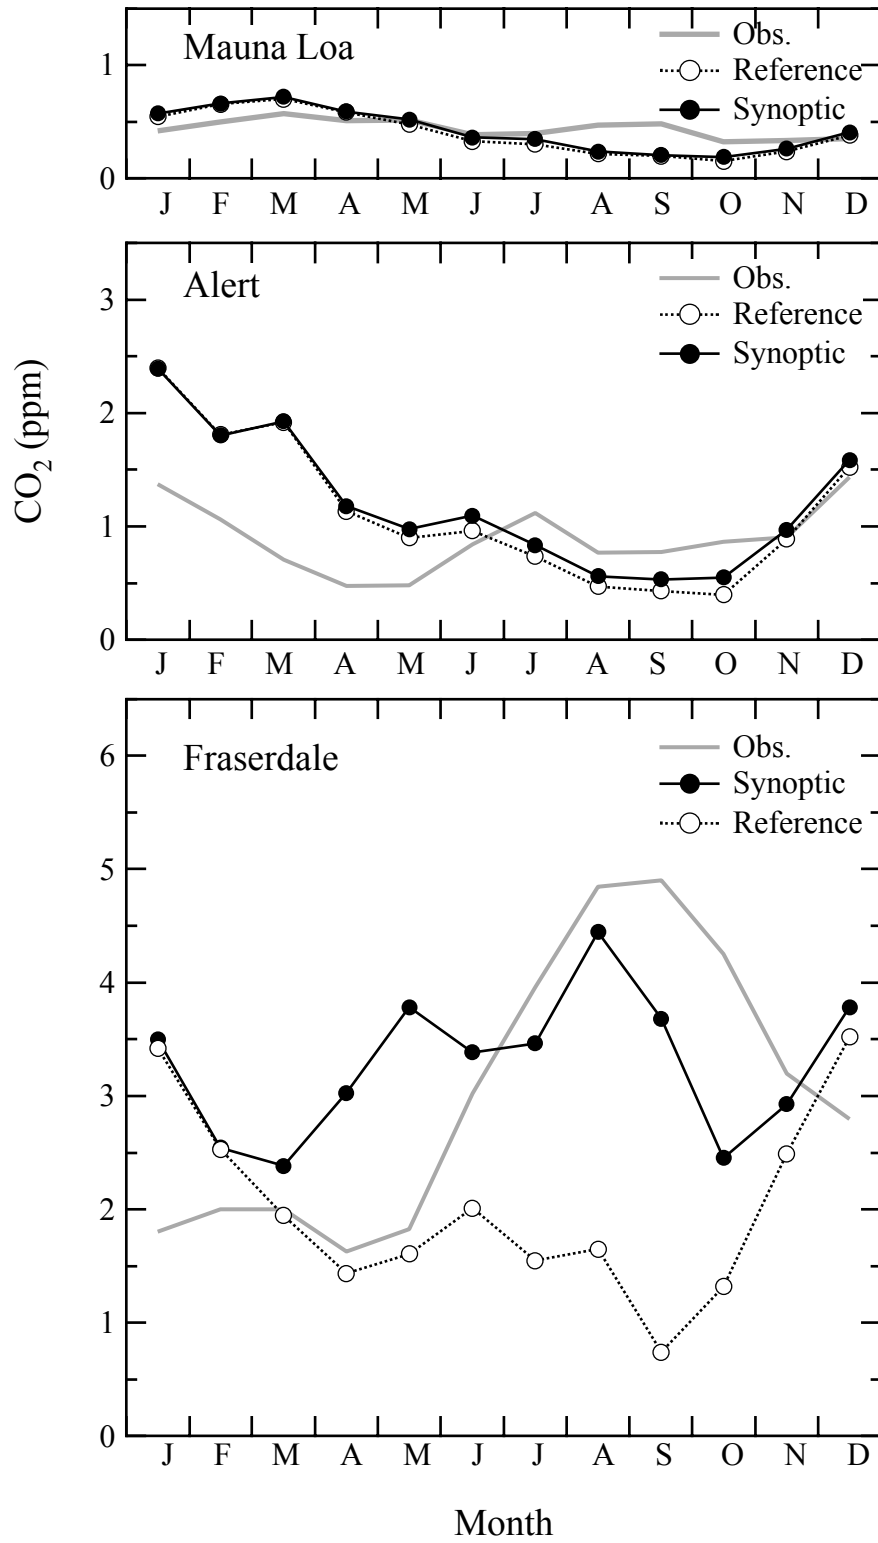 Mauna Loa
Obs.
Reference
Synoptic
1
0
J F M A M J J A S O N D
Alert
Obs.
Reference
Synoptic
3
2
1
0
J F M A M J J A S O N D
CO2 (ppm)
Fraserdale
Obs.
Synoptic
Reference
6
5
4
3
2
1
0
J F M A M J J A S O N D
Month